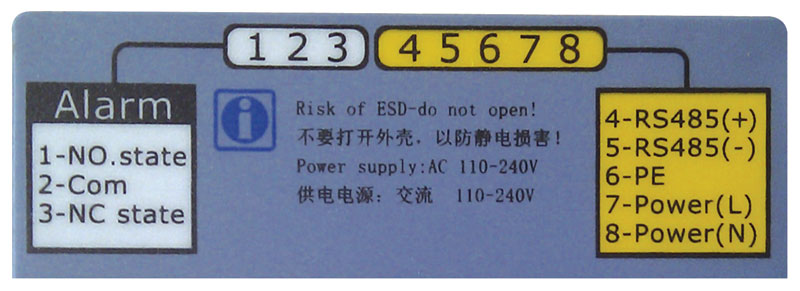 1 2 3 4 5 6 7 8
Alarm
1-NO.state
2-Com
3-NC state
Risk of ESD-do not open!
不要打开外壳，以防静电损害！
Power supply:AC 110-240V
供电电源：交流 110-240V
4-RS485(+)
5-RS485(-)
6-PE
7-Power(L)
8-Power(N)